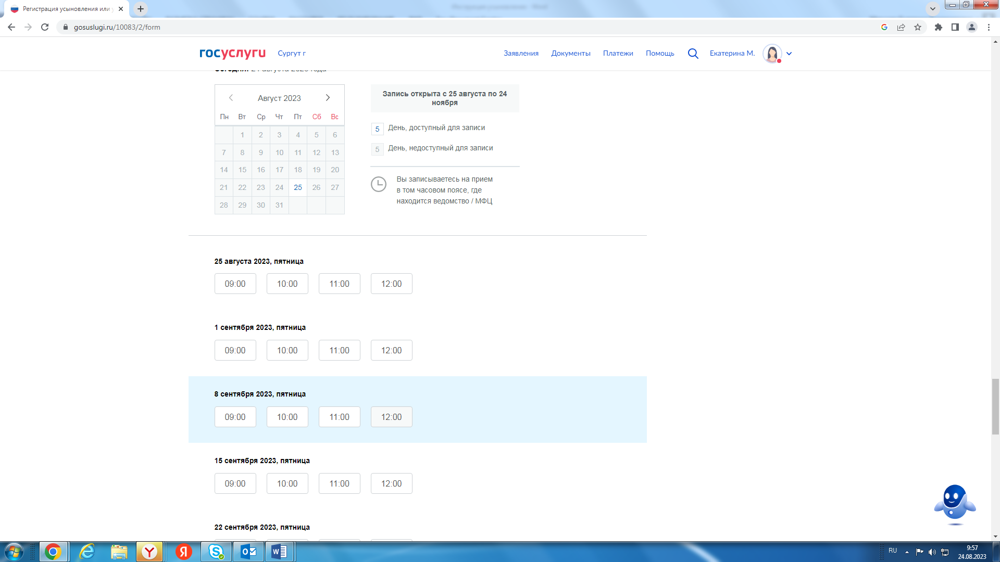 Регистрация усыновления или
gosuslugi.ru/10083/2/form
госуслуги
Сургут г
Заявления
Документы
Платежи
Помощь
Екатерина М.
Август 2023
Запись открыта с 25 августа по 24
ноября
Пн Вт Ср Чт Пт Сб Вс
1 2 3 4 5 6
7 8 9 10 11 12 13
14 15 16 17 18 19 20
21 22 23 24 25 26 27
28 29 30 31
5 День, доступный для записи
5 День, недоступный для записи
Вы записываетесь на прием
в том часовом поясе, где
находится ведомство / МФЦ
25 августа 2023, пятница
09:00 10:00 11:00 12:00
1 сентября 2023, пятница
09:00 10:00 11:00 12:00
8 сентября 2023, пятница
09:00 10:00 11:00 12:00
15 сентября 2023, пятница
09:00 10:00 11:00 12:00
22 сентября 2023, пятница
RU
9:57
24.08.2023